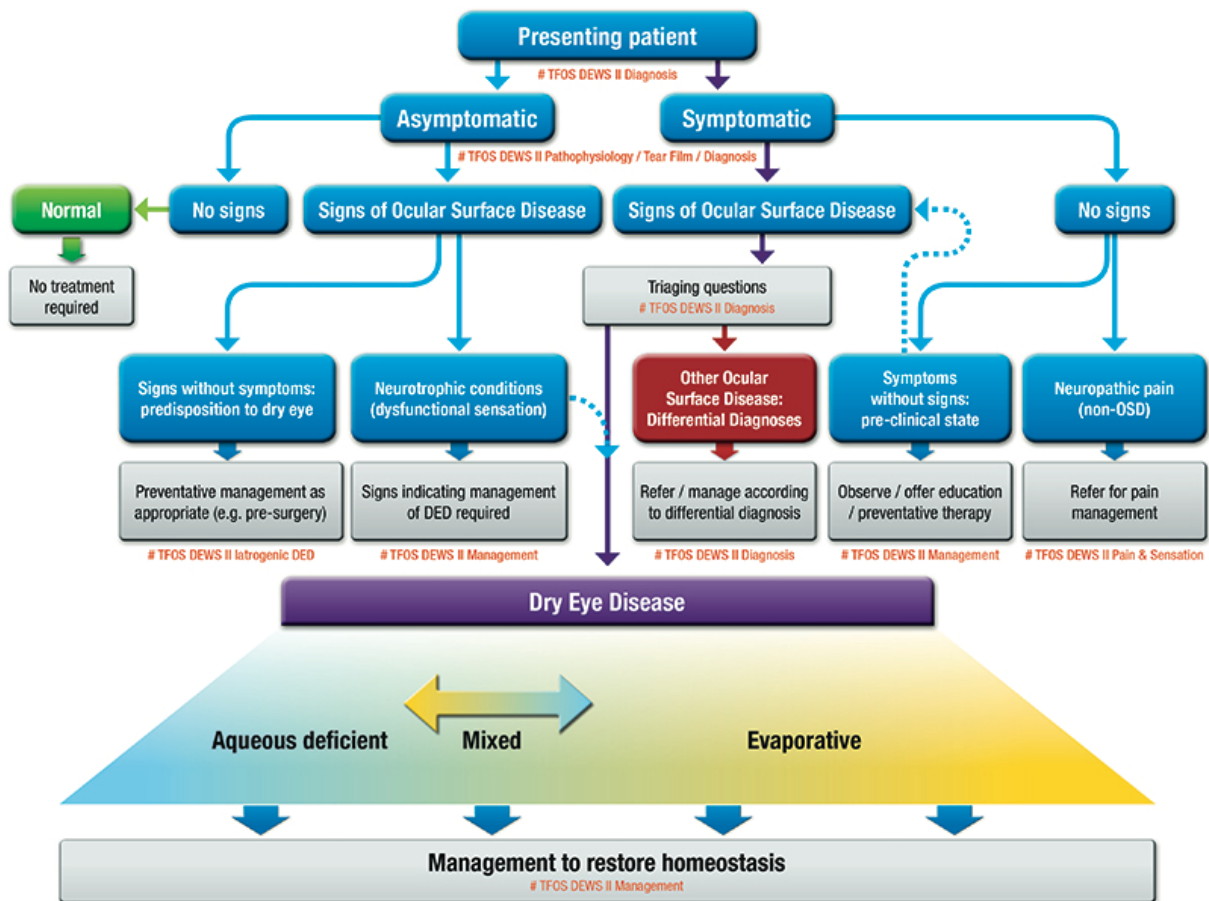 Presenting patient
# TFOS DEWS II Diagnosis
Asymptomatic
Symptomatic
# TFOS DEWS II Pathophysiology / Tear Film / Diagnosis
Normal
No signs
Signs of Ocular Surface Disease
Signs of Ocular Surface Disease
No signs
No treatment
required
Triaging questions
# TFOS DEWS II Diagnosis
Signs without symptoms:
predisposition to dry eye
Neurotrophic conditions
(dysfunctional sensation)
Other Ocular
Surface Disease:
Differential Diagnoses
Symptoms
without signs:
pre-clinical state
Neuropathic pain
(non-OSD)
Preventative management as
appropriate (e.g. pre-surgery)
# TFOS DEWS II Iatrogenic DED
Signs indicating management
of DED required
# TFOS DEWS II Management
Refer / manage according
to differential diagnosis
# TFOS DEWS II Diagnosis
Observe / offer education
/ preventative therapy
# TFOS DEWS II Management
Refer for pain
management
# TFOS DEWS II Pain & Sensation
Dry Eye Disease
Aqueous deficient
Mixed
Evaporative
Management to restore homeostasis
# TFOS DEWS II Management